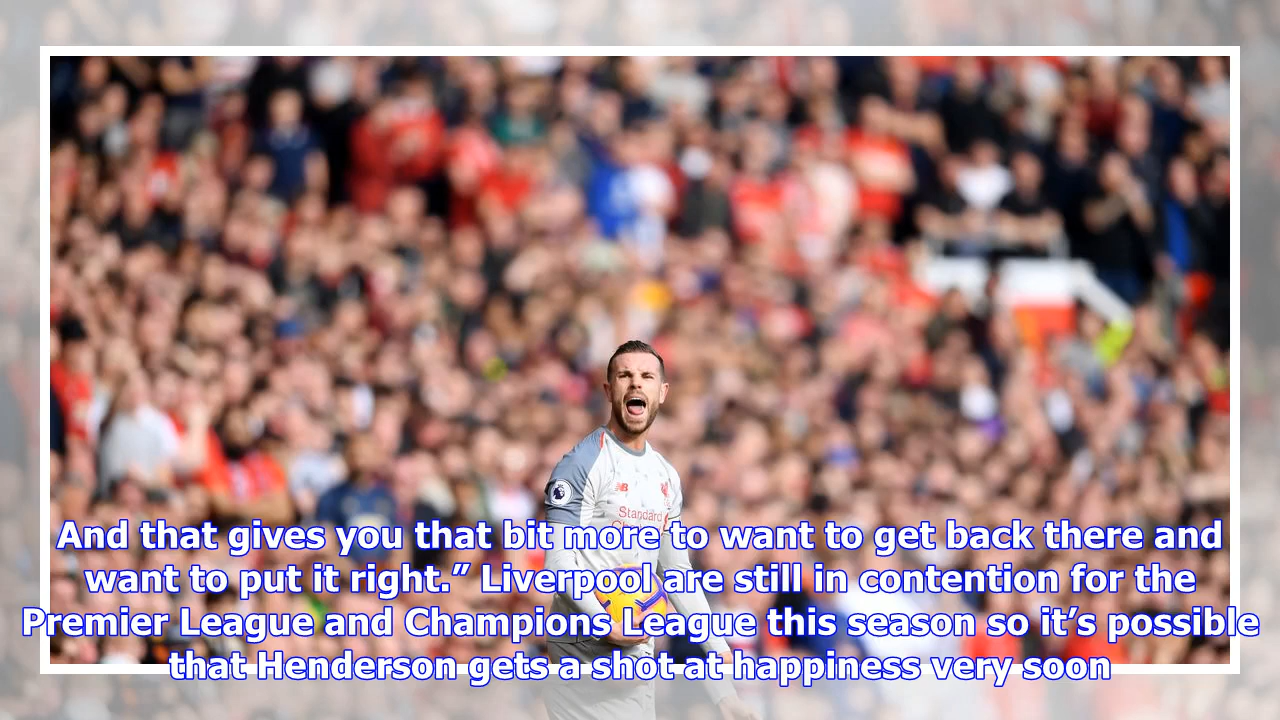 NB
Standard
And that gives you that bit more to want to get back there and
want to put it right.” Liverpool are still in contention for the
Premier League and Champions League this season so it’s possible
that Henderson gets a shot at happiness very soon